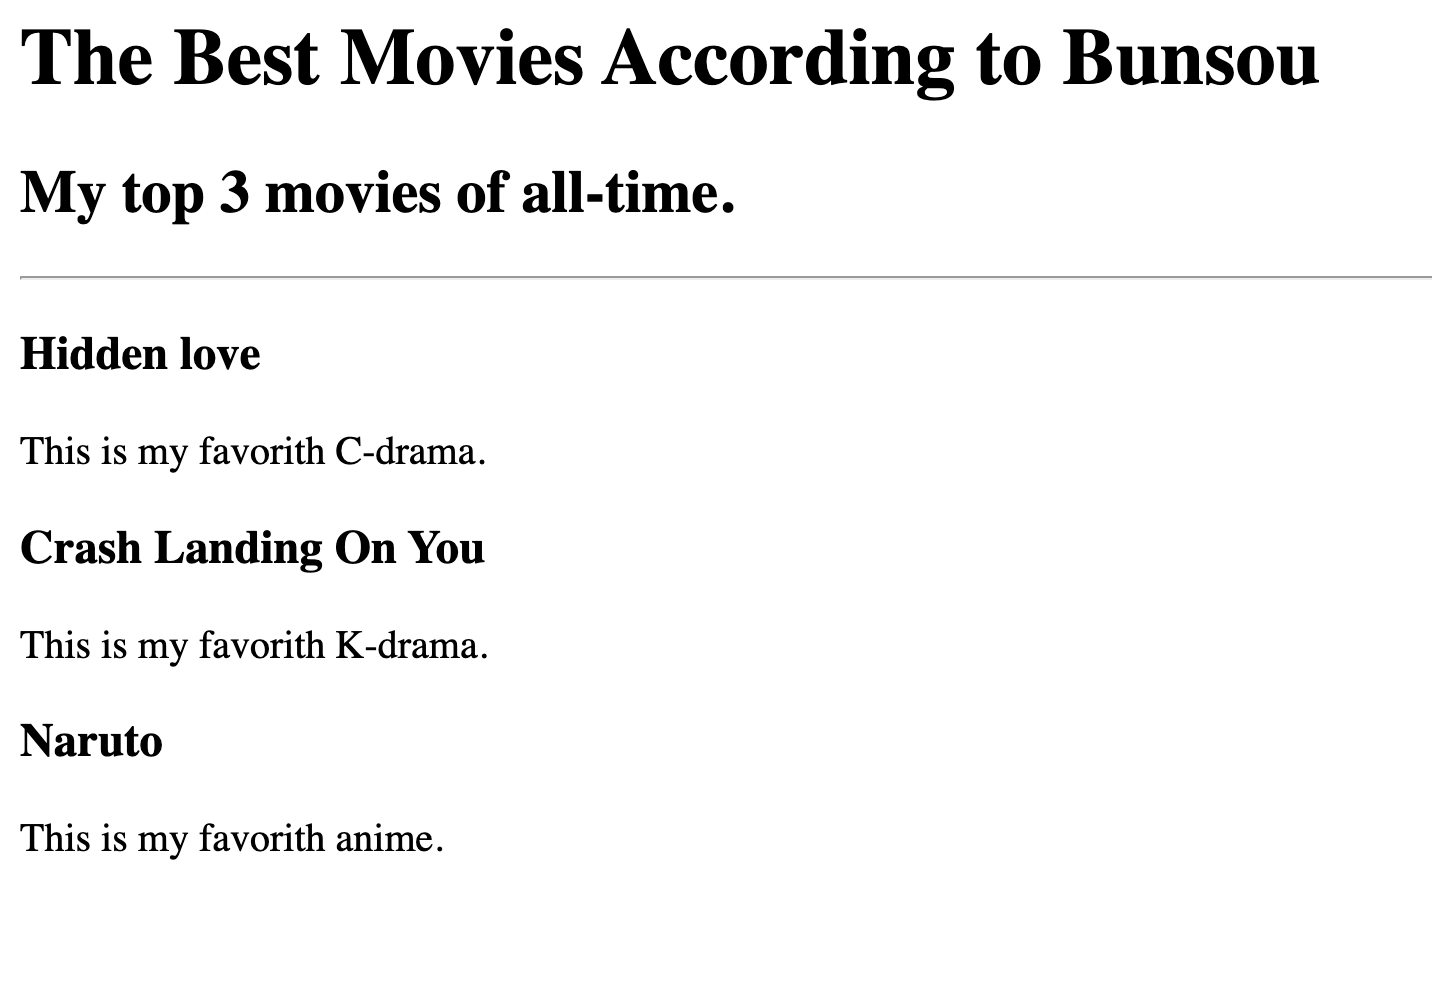 The Best Movies According to Bunsou
My top 3 movies of all-time.
Hidden love
This is my favorith C-drama.
Crash Landing On You
This is my favorith K-drama.
Naruto
This is my favorith anime.